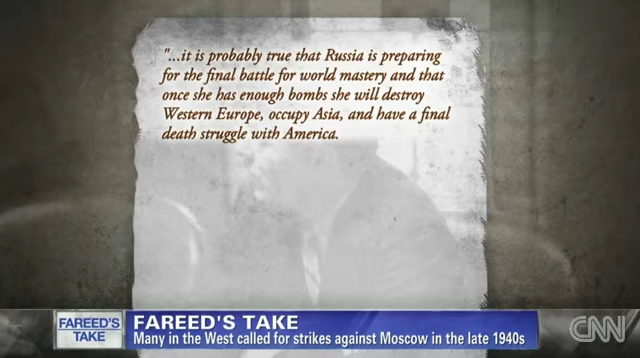 "...it is probably true that Russia is preparing
for the final battle for world mastery and that
once she has enough bombs she will destroy
Western Europe, occupy Asia, and have a final
death struggle with America.
FAREED'S TAKE
FAREED'S
TAKE
Many in the West called for strikes against Moscow in the late 1940s
CNN